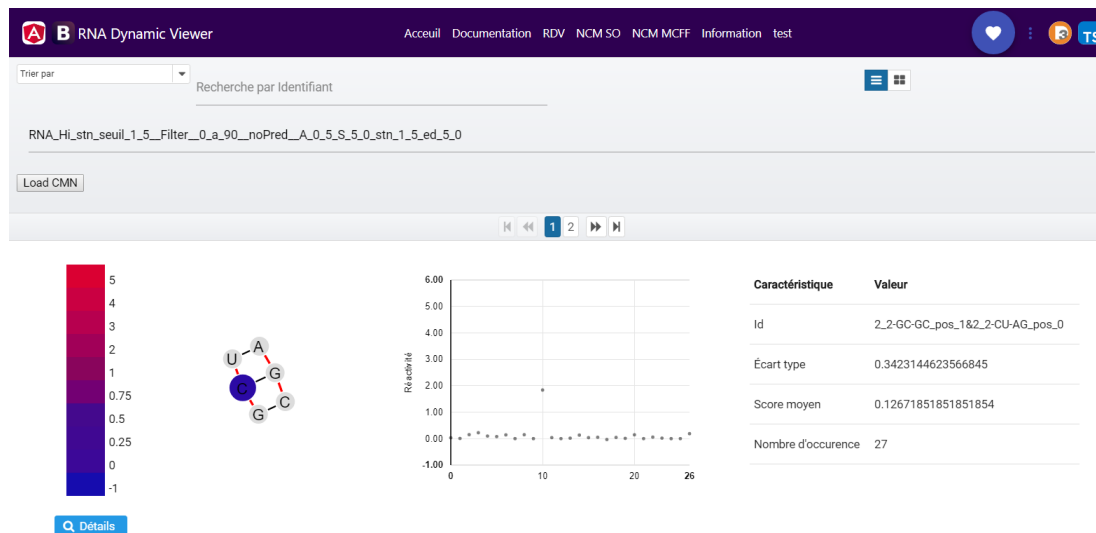 A B RNA Dynamic Viewer Acceuil Documentation RDV NCM SO NCM MCFF Information test B TS
Trier par
Recherche par Identifiant
RNA_Hi_stn_seuil_1_5__Filter__0_a_90__noPred__A_0_5_S_5_0_stn_1_5_ed_5_0
Load CMN
1 2
5
4
3
2
1
0.75
0.5
0.25
0
-1
U A
C G
G C
6.00
5.00
4.00
3.00
2.00
1.00
0.00
-1.00
Réactivité
0 10 20 26
Caractéristique Valeur
Id 2_2-GC-GC_pos_1&2_2-CU-AG_pos_0
Écart type 0.3423144623566845
Score moyen 0.12671851851851854
Nombre d'occurence 27
Détails